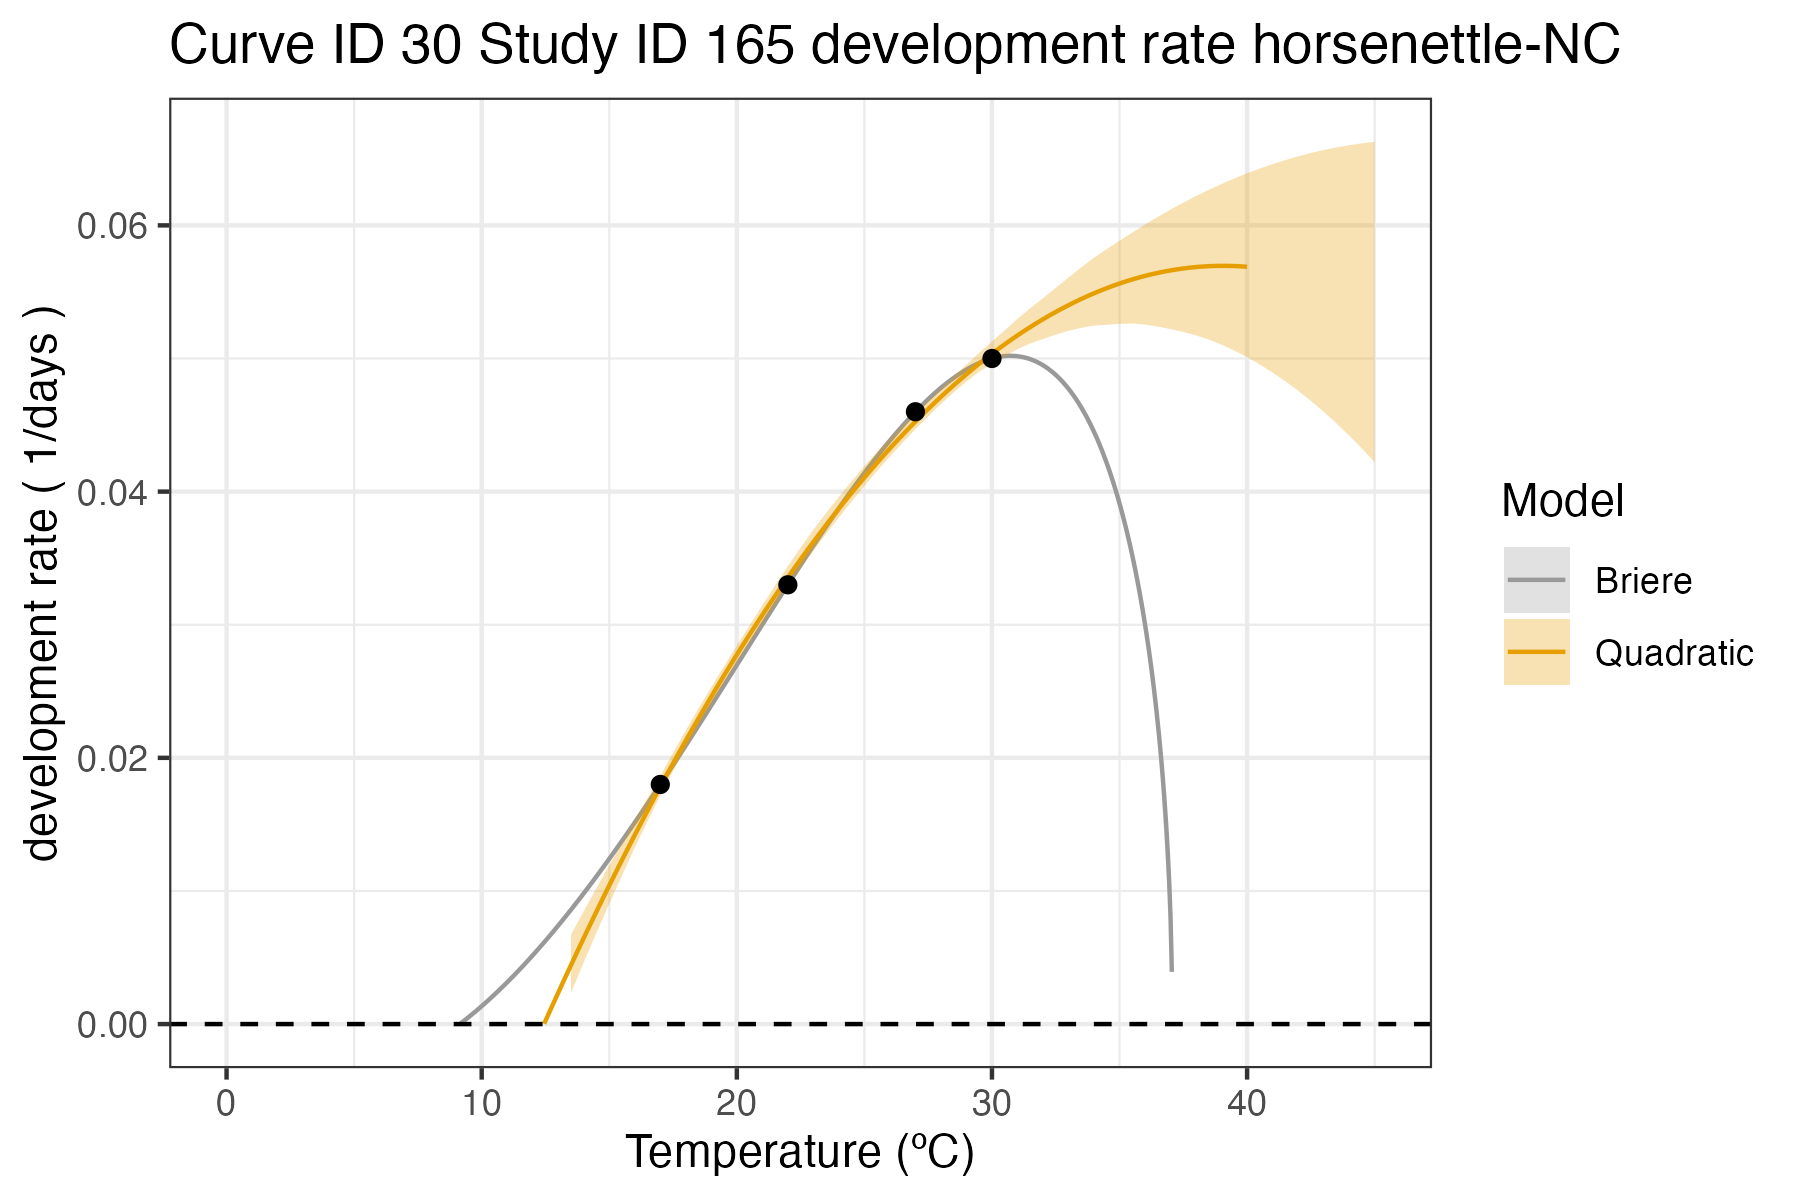 Curve ID 30 Study ID 165 development rate horsenettle-NC
development rate ( 1/days )
0.06
0.04
0.02
0.00
0 10 20 30 40
Temperature (ºC)
Model
Briere
Quadratic